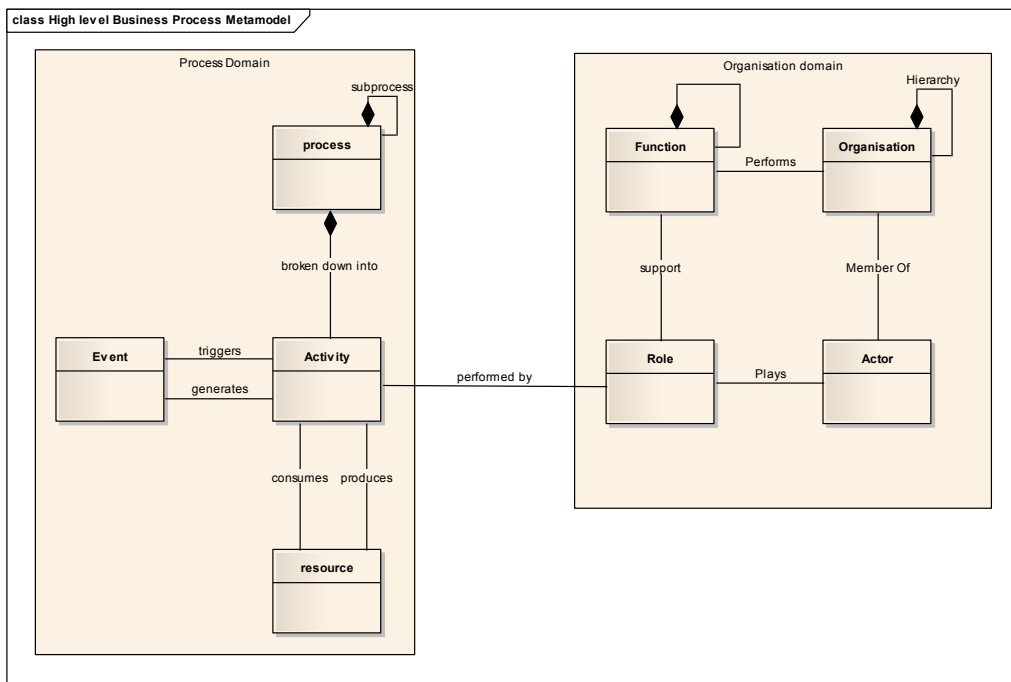 class High level Business Process Metamodel
Process Domain
subprocess
process
broken down into
Event
triggers
generates
Activity
consumes
produces
resource
performed by
Organisation domain
Hierarchy
Function
Performs
Organisation
support
Member Of
Role
Plays
Actor